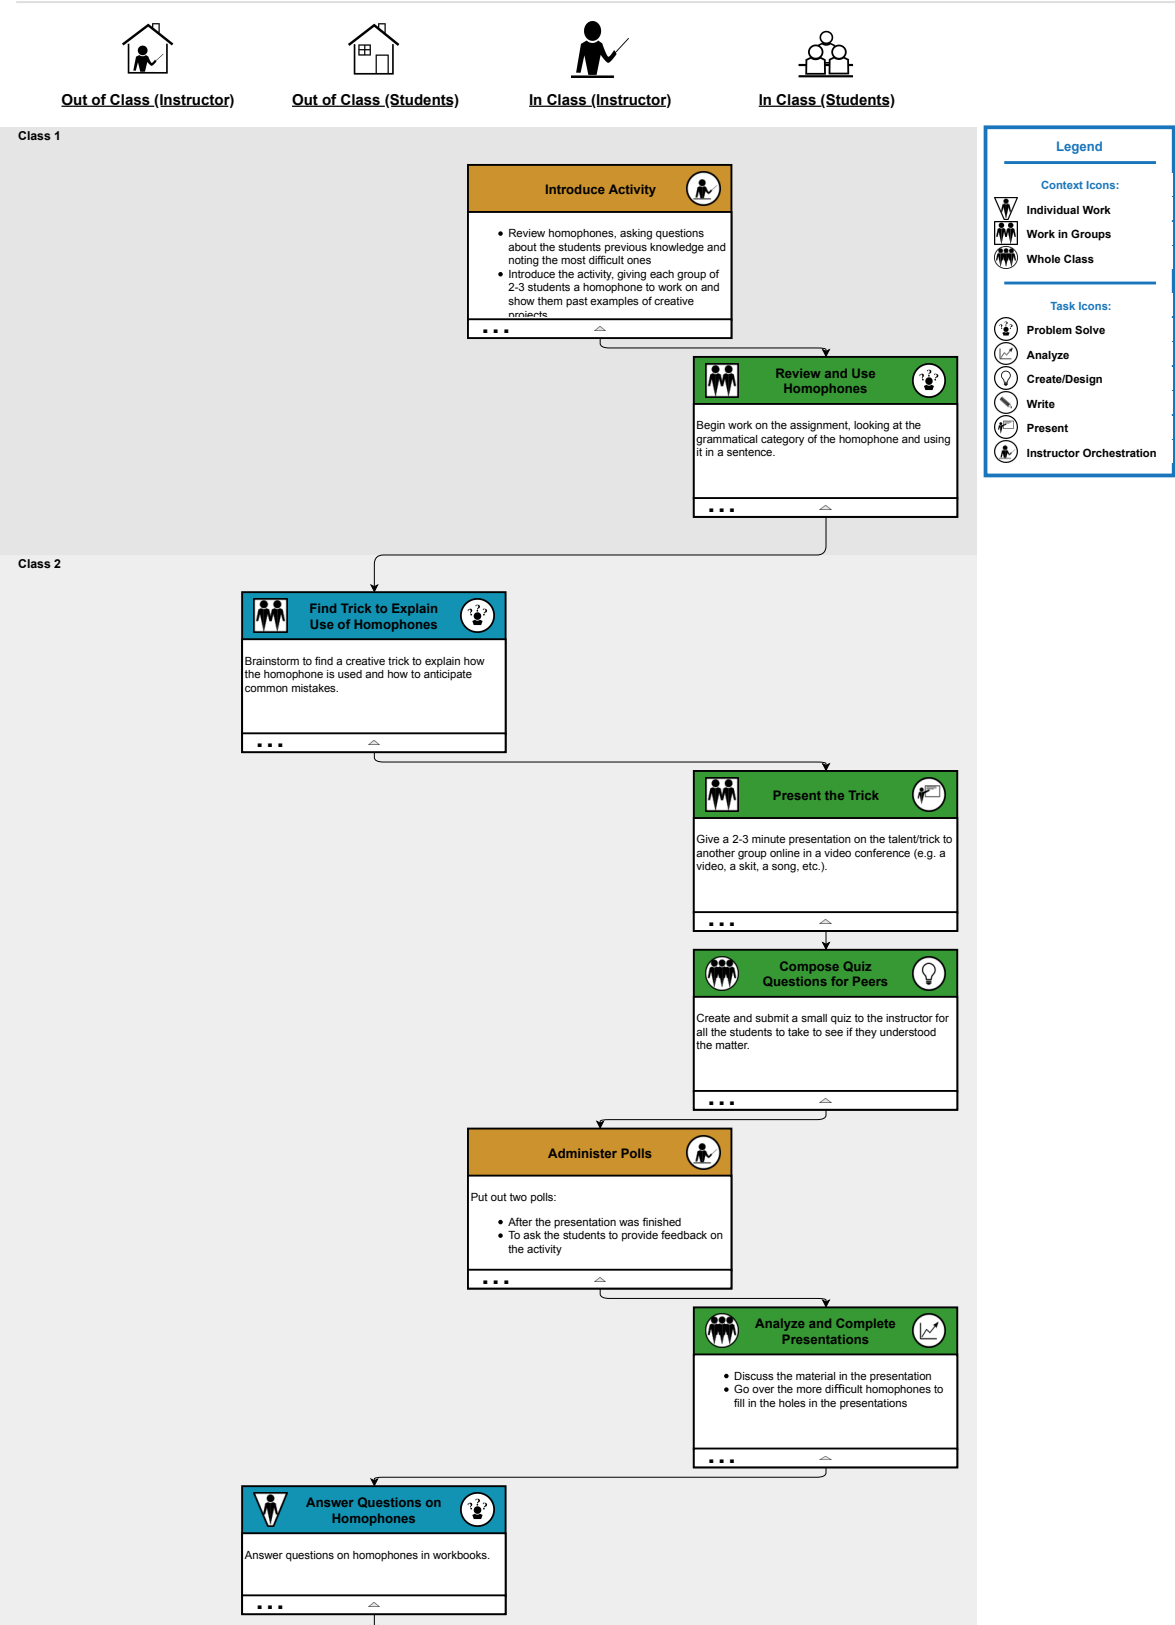 Out of Class (Instructor)
Out of Class (Students)
In Class (Instructor)
In Class (Students)
Class 1
Legend
Context Icons:
Individual Work
Work in Groups
Whole Class
Task Icons:
Problem Solve
Analyze
Create/Design
Write
Present
Instructor Orchestration
Introduce Activity
Review homophones, asking questions
about the students previous knowledge and
noting the most difficult ones
Introduce the activity, giving each group of
2-3 students a homophone to work on and
show them past examples of creative
projects
Review and Use
Homophones
Begin work on the assignment, looking at the
grammatical category of the homophone and using
it in a sentence.
Class 2
Find Trick to Explain
Use of Homophones
Brainstorm to find a creative trick to explain how
the homophone is used and how to anticipate
common mistakes.
Present the Trick
Give a 2-3 minute presentation on the talent/trick to
another group online in a video conference (e.g. a
video, a skit, a song, etc.).
Compose Quiz
Questions for Peers
Create and submit a small quiz to the instructor for
all the students to take to see if they understood
the matter.
Administer Polls
Put out two polls:
After the presentation was finished
To ask the students to provide feedback on
the activity
Analyze and Complete
Presentations
Discuss the material in the presentation
Go over the more difficult homophones to
fill in the holes in the presentations
Answer Questions on
Homophones
Answer questions on homophones in workbooks.